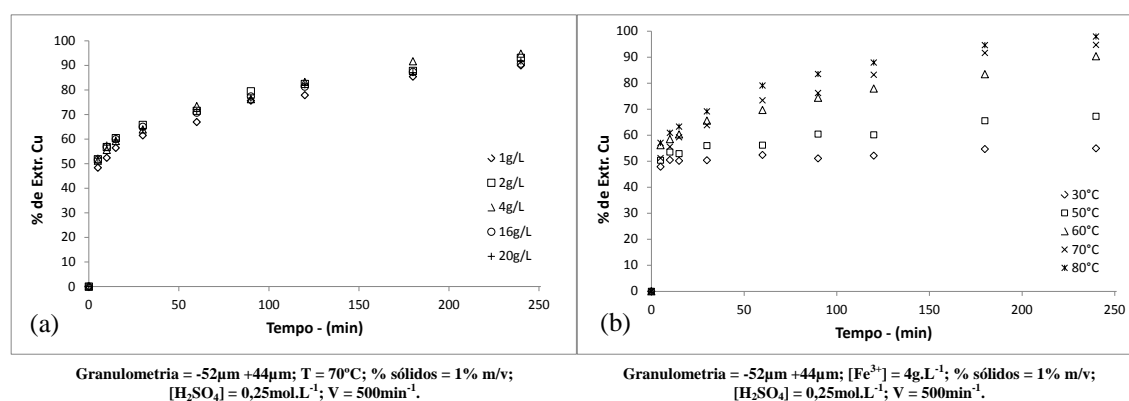 % de Extr. Cu
100
90
80
70
60
50
40
30
20
10
0
1g/L
2g/L
4g/L
16g/L
20g/L
0
50
100
150
200
250
(a)
Tempo - (min)
Granulometria = -52µm +44µm; T = 70ºC; % sólidos = 1% m/v;
[H₂SO₄] = 0,25mol.L⁻¹; V = 500min⁻¹.
% de Extr. Cu
100
90
80
70
60
50
40
30
20
10
0
30°C
50°C
60°C
70°C
80°C
0
50
100
150
200
250
(b)
Tempo - (min)
Granulometria = -52µm +44µm; [Fe³⁺] = 4g.L⁻¹; % sólidos = 1% m/v;
[H₂SO₄] = 0,25mol.L⁻¹; V = 500min⁻¹.